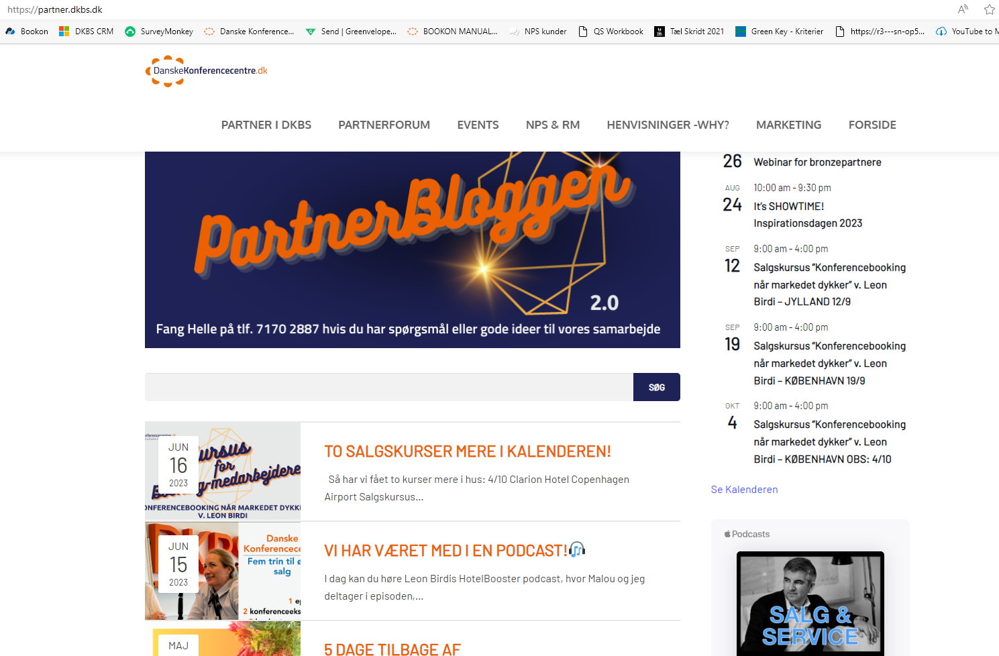 https://partner.dkbs.dk
Bookon
DKBS CRM
SurveyMonkey
Danske Konference...
Send | Greenvelope...
BOOKON MANUAL...
NPS kunder
QS Workbook
Tæl Skridt 2021
Green Key - Kriterier
https://r3---sn-op5...
YouTube to M
DanskeKonferencecentre.dk
PARTNER I DKBS
PARTNERFORUM
EVENTS
NPS & RM
HENVISNINGER -WHY?
MARKETING
FORSIDE
PartnerBloggen
2.0
Fang Helle på tlf. 7170 2887 hvis du har spørgsmål eller gode ideer til vores samarbejde
SØG
JUN
16
2023
kursus
for
Booking-medarbejdere
ONFERENCEBOOKING NÅR MARKEDET DYKK
V. LEON BIRDI
TO SALGSKURSER MERE I KALENDEREN!
Så har vi fået to kurser mere i hus: 4/10 Clarion Hotel Copenhagen
Airport Salgskursus...
JUN
15
2023
DKBS
Danske
Konferencece
Fem trin til ø
salg
1 e
2 konferenceeks
VI HAR VÆRET MED I EN PODCAST!
I dag kan du høre Leon Birdis HotelBooster podcast, hvor Malou og jeg
deltager i episoden,...
MAJ
5 DAGE TILBAGE AF
26
Webinar for bronzepartnere
AUG
24
10:00 am - 9:30 pm
It's SHOWTIME!
Inspirationsdagen 2023
SEP
12
9:00 am - 4:00 pm
Salgskursus "Konferencebooking
når markedet dykker" v. Leon
Birdi – JYLLAND 12/9
SEP
19
9:00 am - 4:00 pm
Salgskursus "Konferencebooking
når markedet dykker" v. Leon
Birdi – KØBENHAVN 19/9
OKT
4
9:00 am - 4:00 pm
Salgskursus "Konferencebooking
når markedet dykker" v. Leon
Birdi – KØBENHAVN OBS: 4/10
Se Kalenderen
Podcasts
SALG &
SERVICE